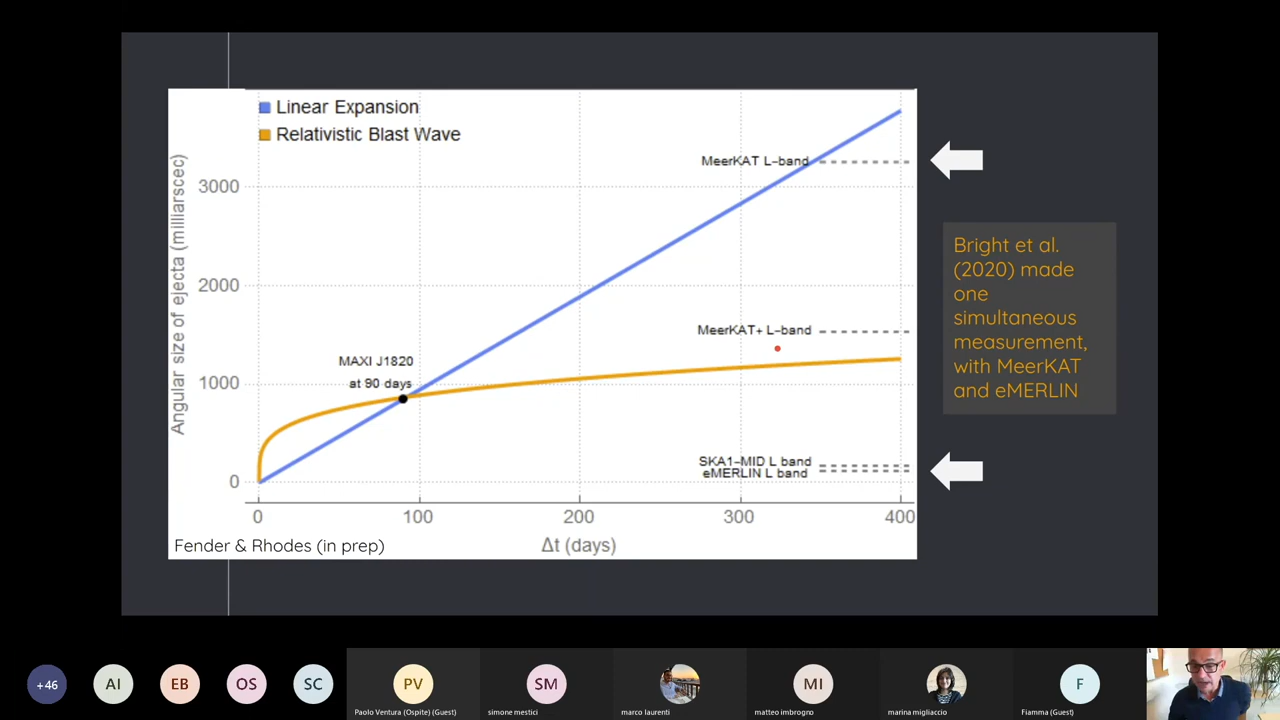 Linear Expansion
Relativistic Blast Wave
Angular size of ejecta (milliarscec)
3000
2000
1000
0
MeerKAT L-band
MeerKAT+ L-band
MAXI J1820
at 90 days
SKA1-MID L band
eMERLIN L band
0
100
200
300
400
Δt (days)
Fender & Rhodes (in prep)
Bright et al.
(2020) made
one
simultaneous
measurement,
with MeerKAT
and eMERLIN
+46
AI
EB
OS
SC
PV
SM
MI
F
Paolo Ventura (Ospite) (Guest)
simone mestici
marco laurenti
matteo imbrogno
marina migliaccio
Fiamma (Guest)